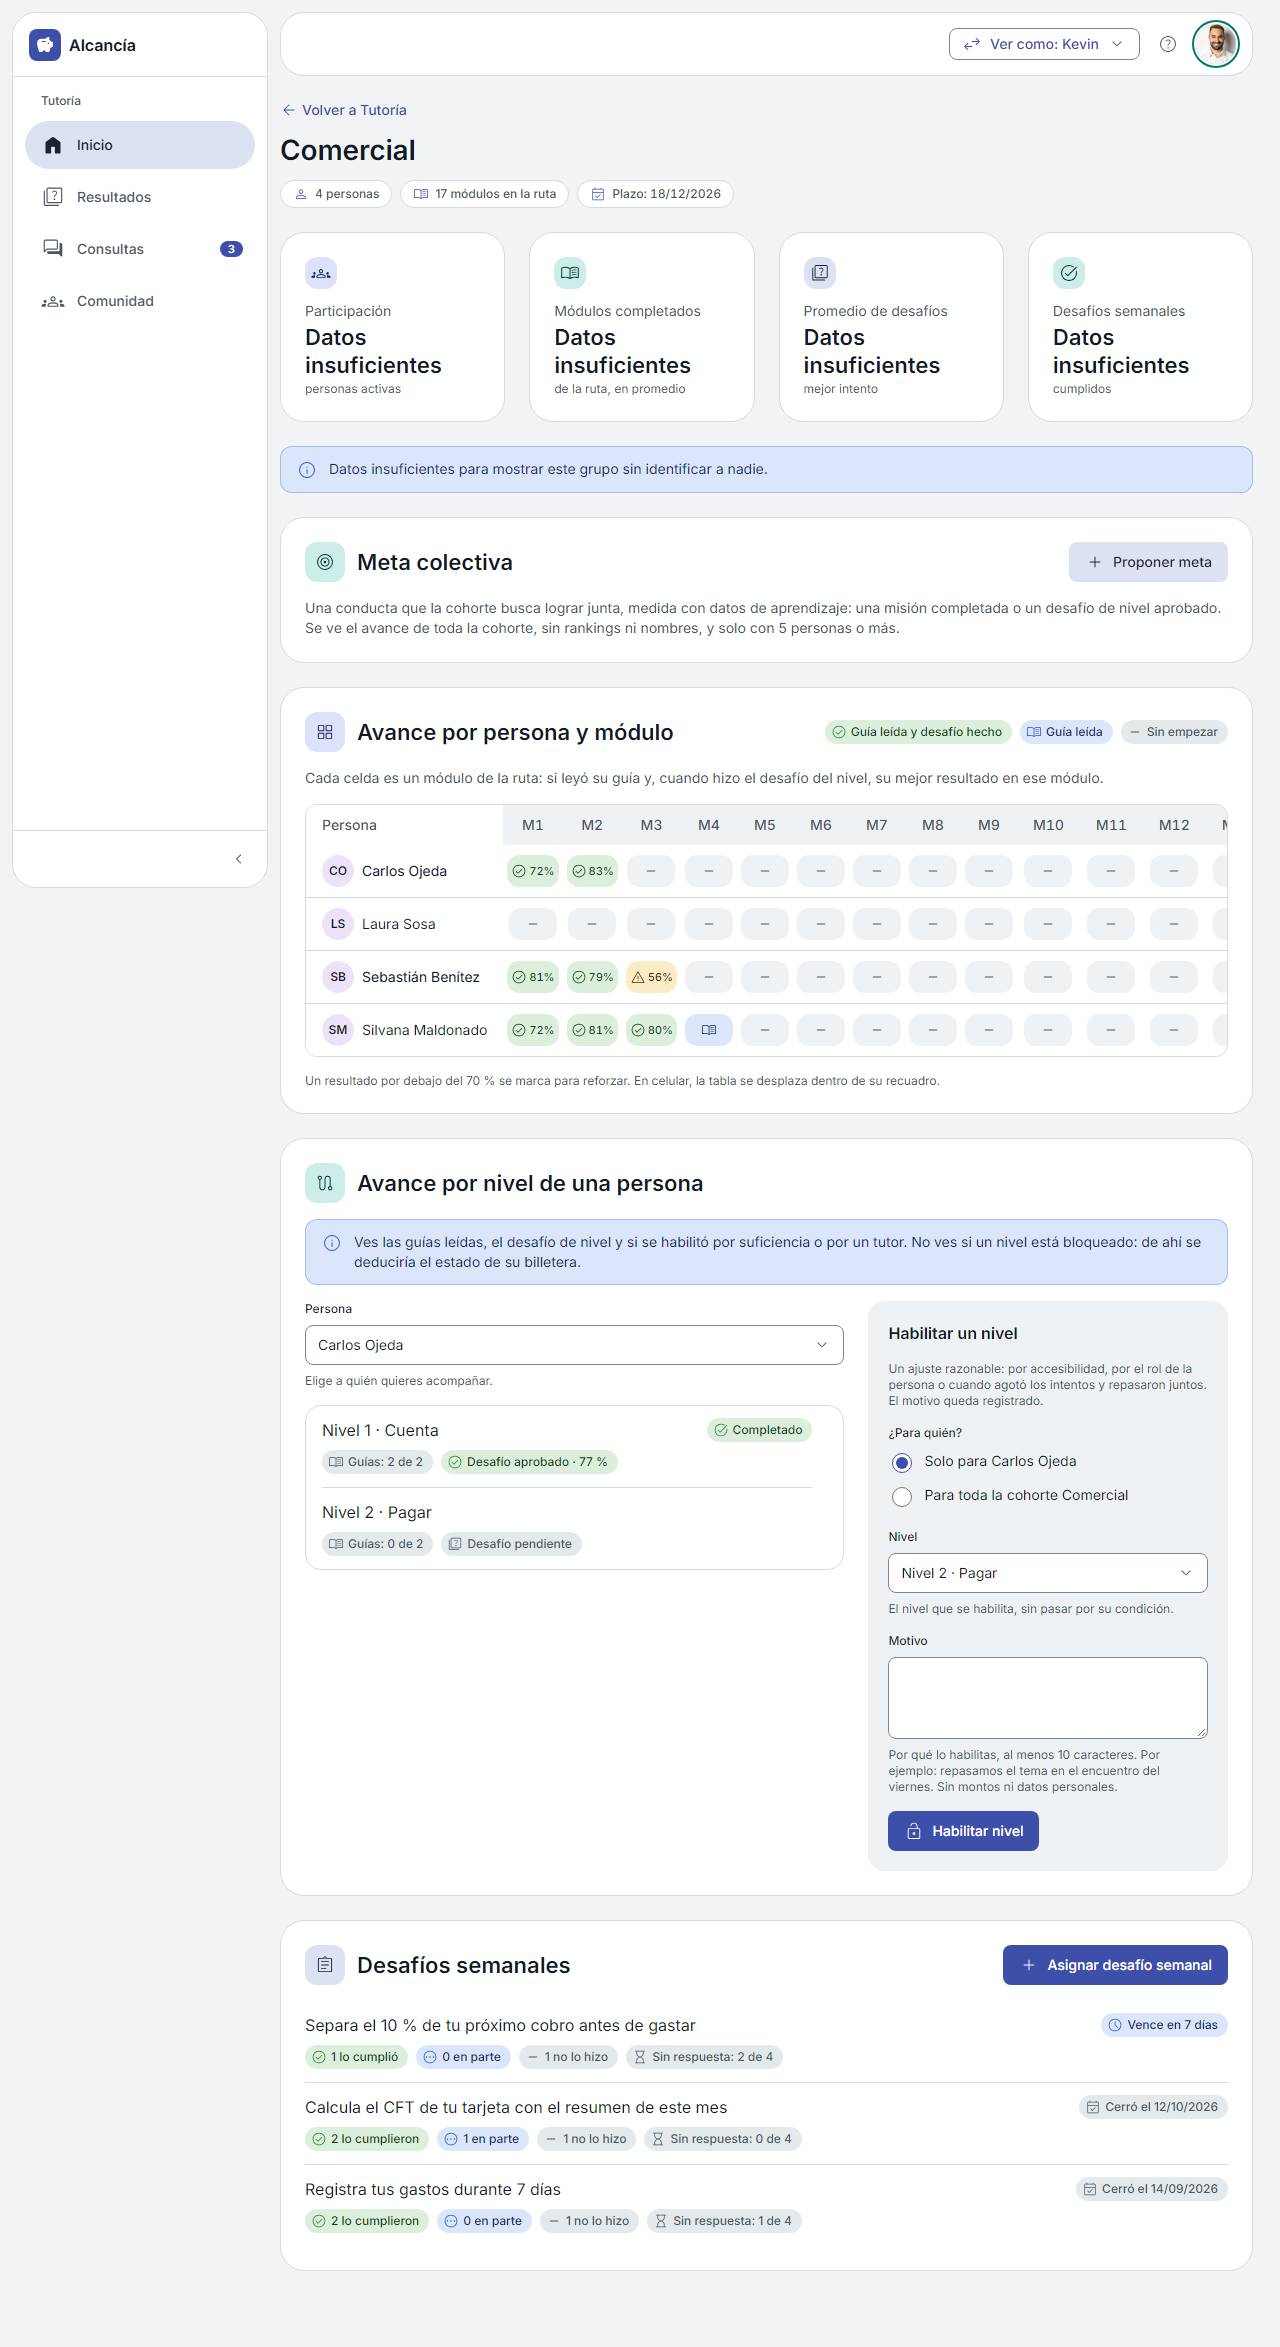 Alcancía
Ver como: Kevin
Tutoría
Inicio
Resultados
Consultas 3
Comunidad
Volver a Tutoría
Comercial
4 personas
17 módulos en la ruta
Plazo: 18/12/2026
Participación
Datos
insuficientes
personas activas
Módulos completados
Datos
insuficientes
de la ruta, en promedio
Promedio de desafíos
Datos
insuficientes
mejor intento
Desafíos semanales
Datos
insuficientes
cumplidos
Datos insuficientes para mostrar este grupo sin identificar a nadie.
Meta colectiva
Proponer meta
Una conducta que la cohorte busca lograr junta, medida con datos de aprendizaje: una misión completada o un desafío de nivel aprobado.
Se ve el avance de toda la cohorte, sin rankings ni nombres, y solo con 5 personas o más.
Avance por persona y módulo
Guía leída y desafío hecho
Guía leída
– Sin empezar
Cada celda es un módulo de la ruta: si leyó su guía y, cuando hizo el desafío del nivel, su mejor resultado en ese módulo.
Persona M1 M2 M3 M4 M5 M6 M7 M8 M9 M10 M11 M12
CO Carlos Ojeda 72% 83% – – – – – – – – – –
LS Laura Sosa – – – – – – – – – – – –
SB Sebastián Benítez 81% 79% 56% – – – – – – – – –
SM Silvana Maldonado 72% 81% 80% – – – – – – – –
Un resultado por debajo del 70 % se marca para reforzar. En celular, la tabla se desplaza dentro de su recuadro.
Avance por nivel de una persona
Ves las guías leídas, el desafío de nivel y si se habilitó por suficiencia o por un tutor. No ves si un nivel está bloqueado: de ahí se
deduciría el estado de su billetera.
Persona
Carlos Ojeda
Elige a quién quieres acompañar.
Nivel 1 · Cuenta
Completado
Guías: 2 de 2
Desafío aprobado · 77 %
Nivel 2 · Pagar
Guías: 0 de 2
Desafío pendiente
Habilitar un nivel
Un ajuste razonable: por accesibilidad, por el rol de la
persona o cuando agotó los intentos y repasaron juntos.
El motivo queda registrado.
¿Para quién?
Solo para Carlos Ojeda
Para toda la cohorte Comercial
Nivel
Nivel 2 · Pagar
El nivel que se habilita, sin pasar por su condición.
Motivo
Por qué lo habilitas, al menos 10 caracteres. Por
ejemplo: repasamos el tema en el encuentro del
viernes. Sin montos ni datos personales.
Habilitar nivel
Desafíos semanales
Asignar desafío semanal
Separa el 10 % de tu próximo cobro antes de gastar
Vence en 7 días
1 lo cumplió
0 en parte
– 1 no lo hizo
Sin respuesta: 2 de 4
Calcula el CFT de tu tarjeta con el resumen de este mes
Cerró el 12/10/2026
2 lo cumplieron
1 en parte
– 1 no lo hizo
Sin respuesta: 0 de 4
Registra tus gastos durante 7 días
Cerró el 14/09/2026
2 lo cumplieron
0 en parte
– 1 no lo hizo
Sin respuesta: 1 de 4